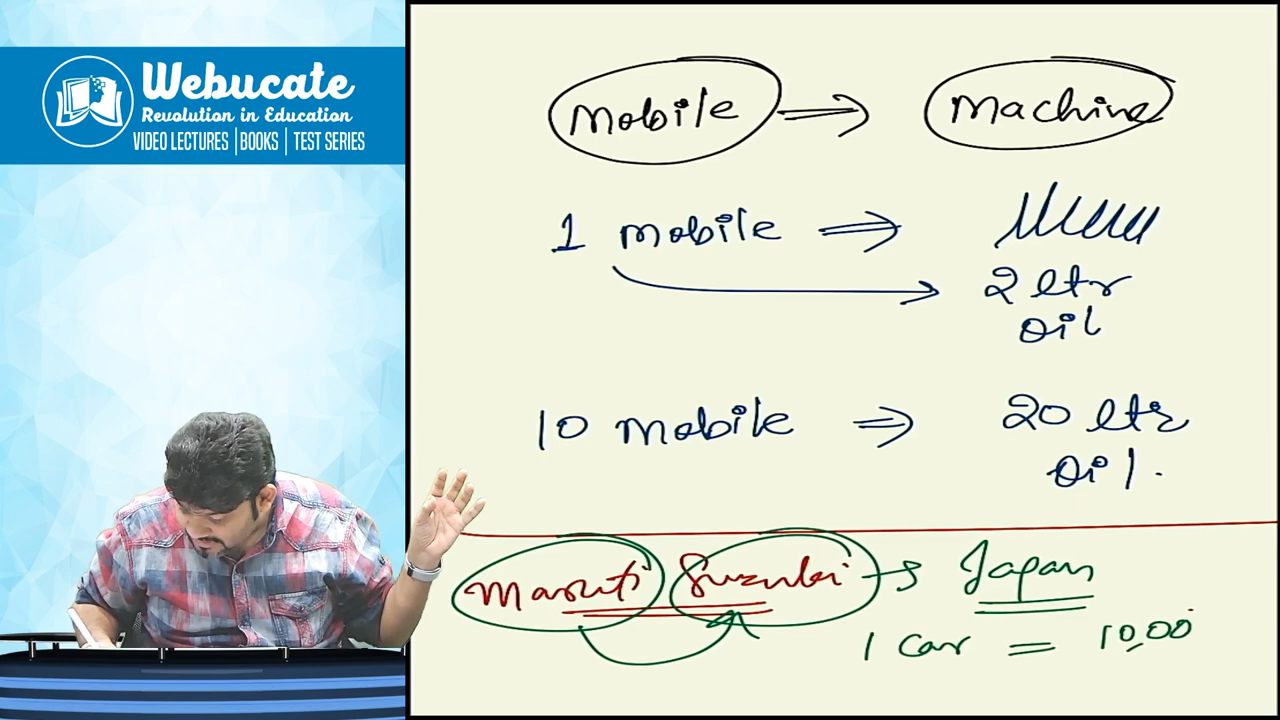 Webucate
Revolution in Education
VIDEO LECTURES | BOOKS | TEST SERIES
Mobile ⇒ Machine
1 Mobile ⇒
→ 2 ltr
oil
10 Mobile ⇒ 20 ltr
oil.
Maruti Suzuki → Japan
1 Car = 10,00